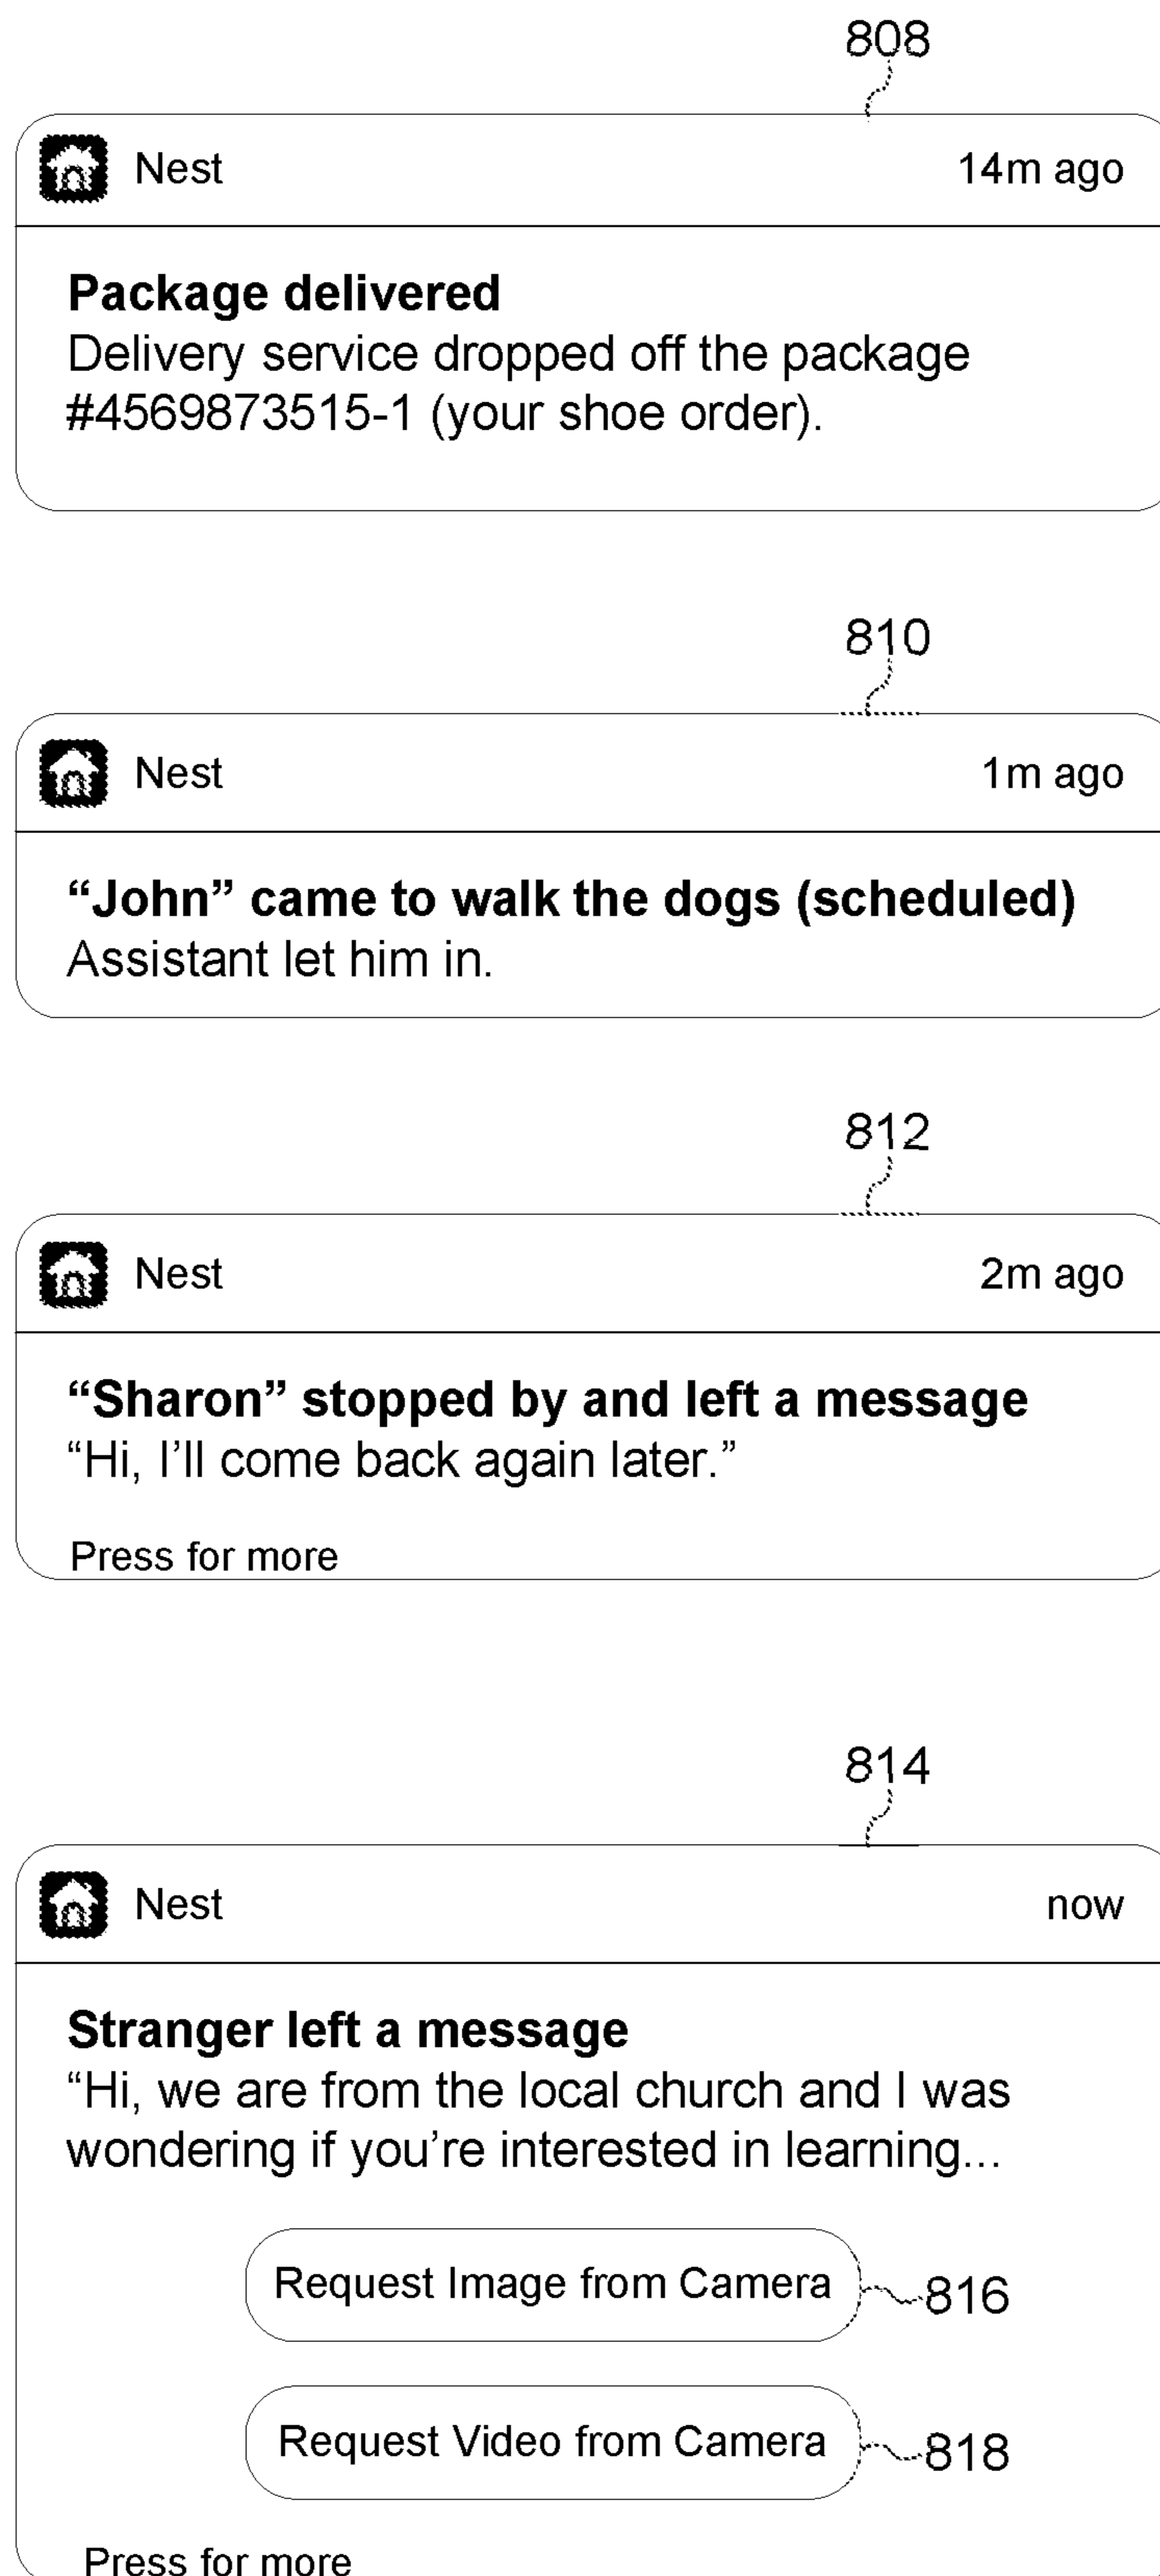 808
Nest 14m ago
Package delivered
Delivery service dropped off the package
#4569873515-1 (your shoe order).
810
Nest 1m ago
“John” came to walk the dogs (scheduled)
Assistant let him in.
812
Nest 2m ago
“Sharon” stopped by and left a message
“Hi, I’ll come back again later.”
Press for more
814
Nest now
Stranger left a message
“Hi, we are from the local church and I was
wondering if you’re interested in learning...
Request Image from Camera 816
Request Video from Camera 818
Press for more